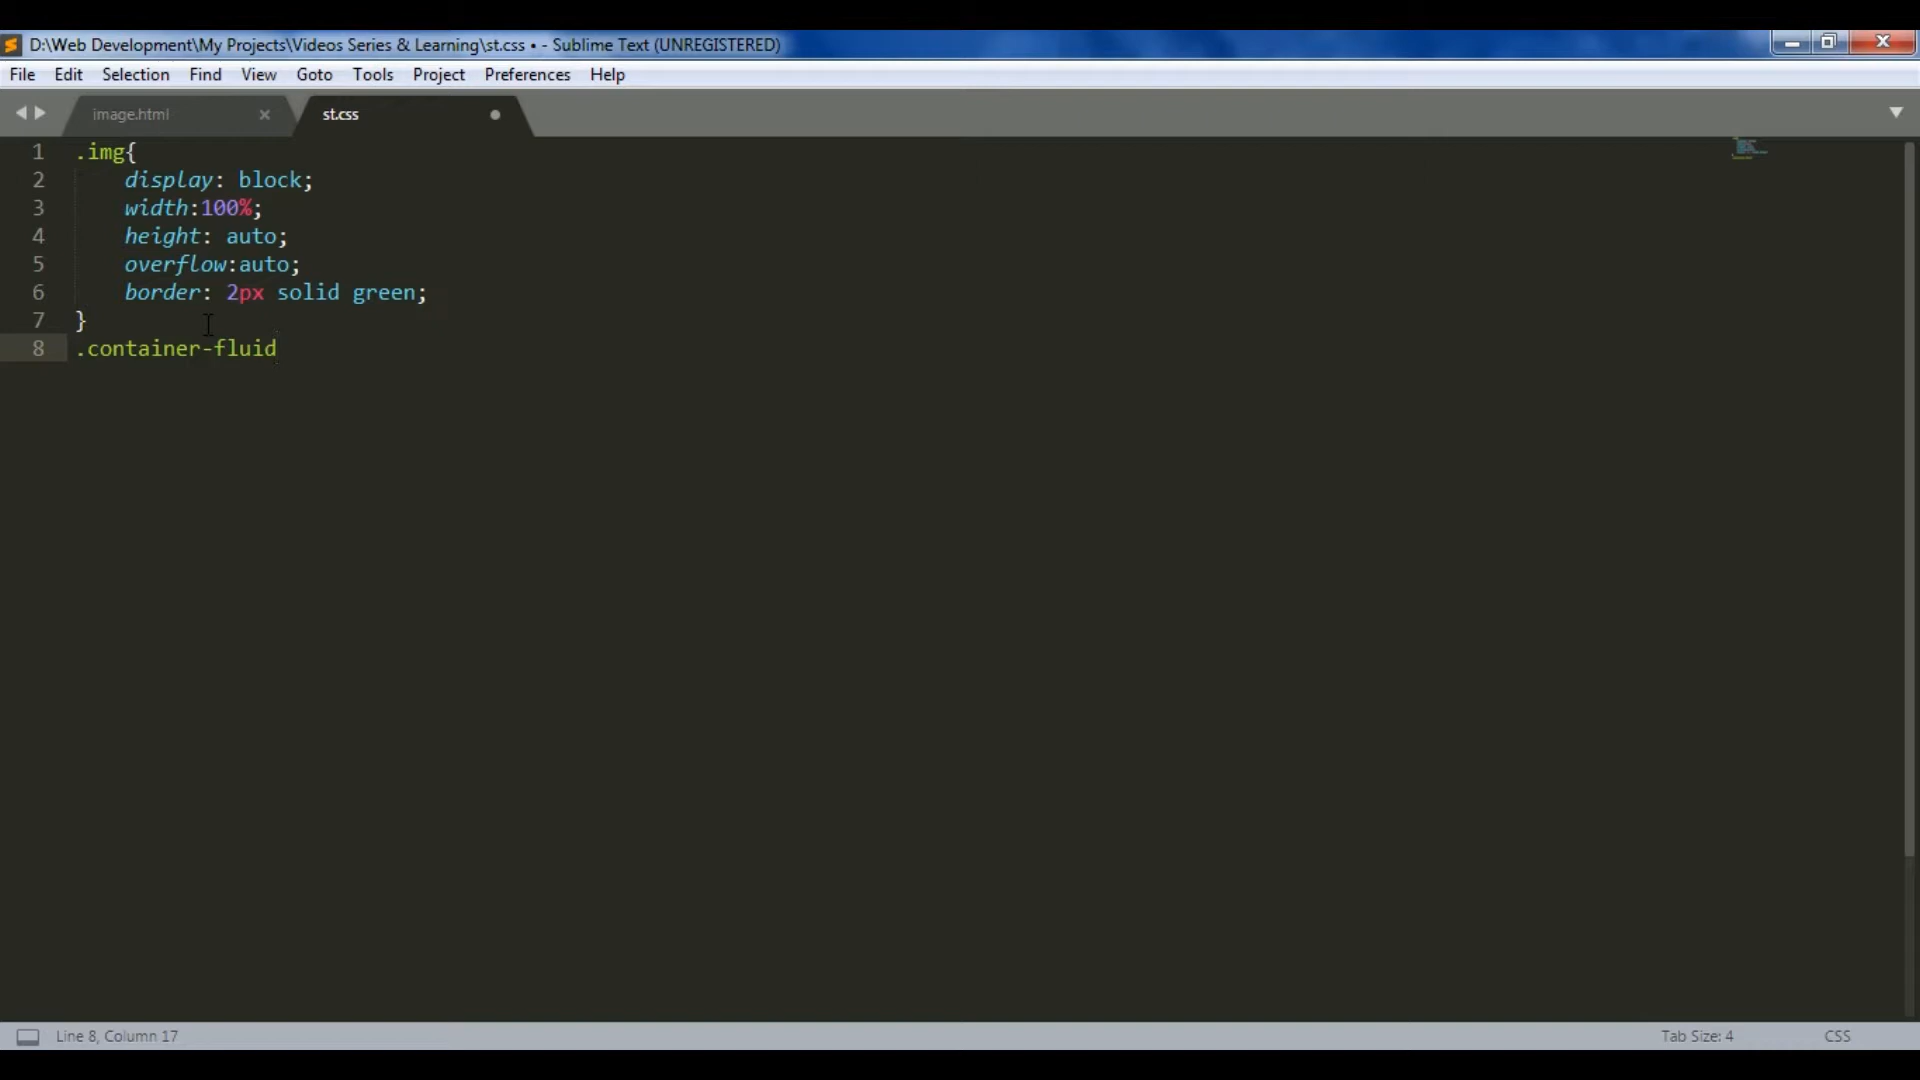 D:\Web Development\My Projects\Videos Series & Learning\st.css • - Sublime Text (UNREGISTERED)
File Edit Selection Find View Goto Tools Project Preferences Help
image.html st.css
1 .img{
2 display: block;
3 width:100%;
4 height: auto;
5 overflow:auto;
6 border: 2px solid green;
7 }
8 .container-fluid
Line 8, Column 17 Tab Size: 4 CSS